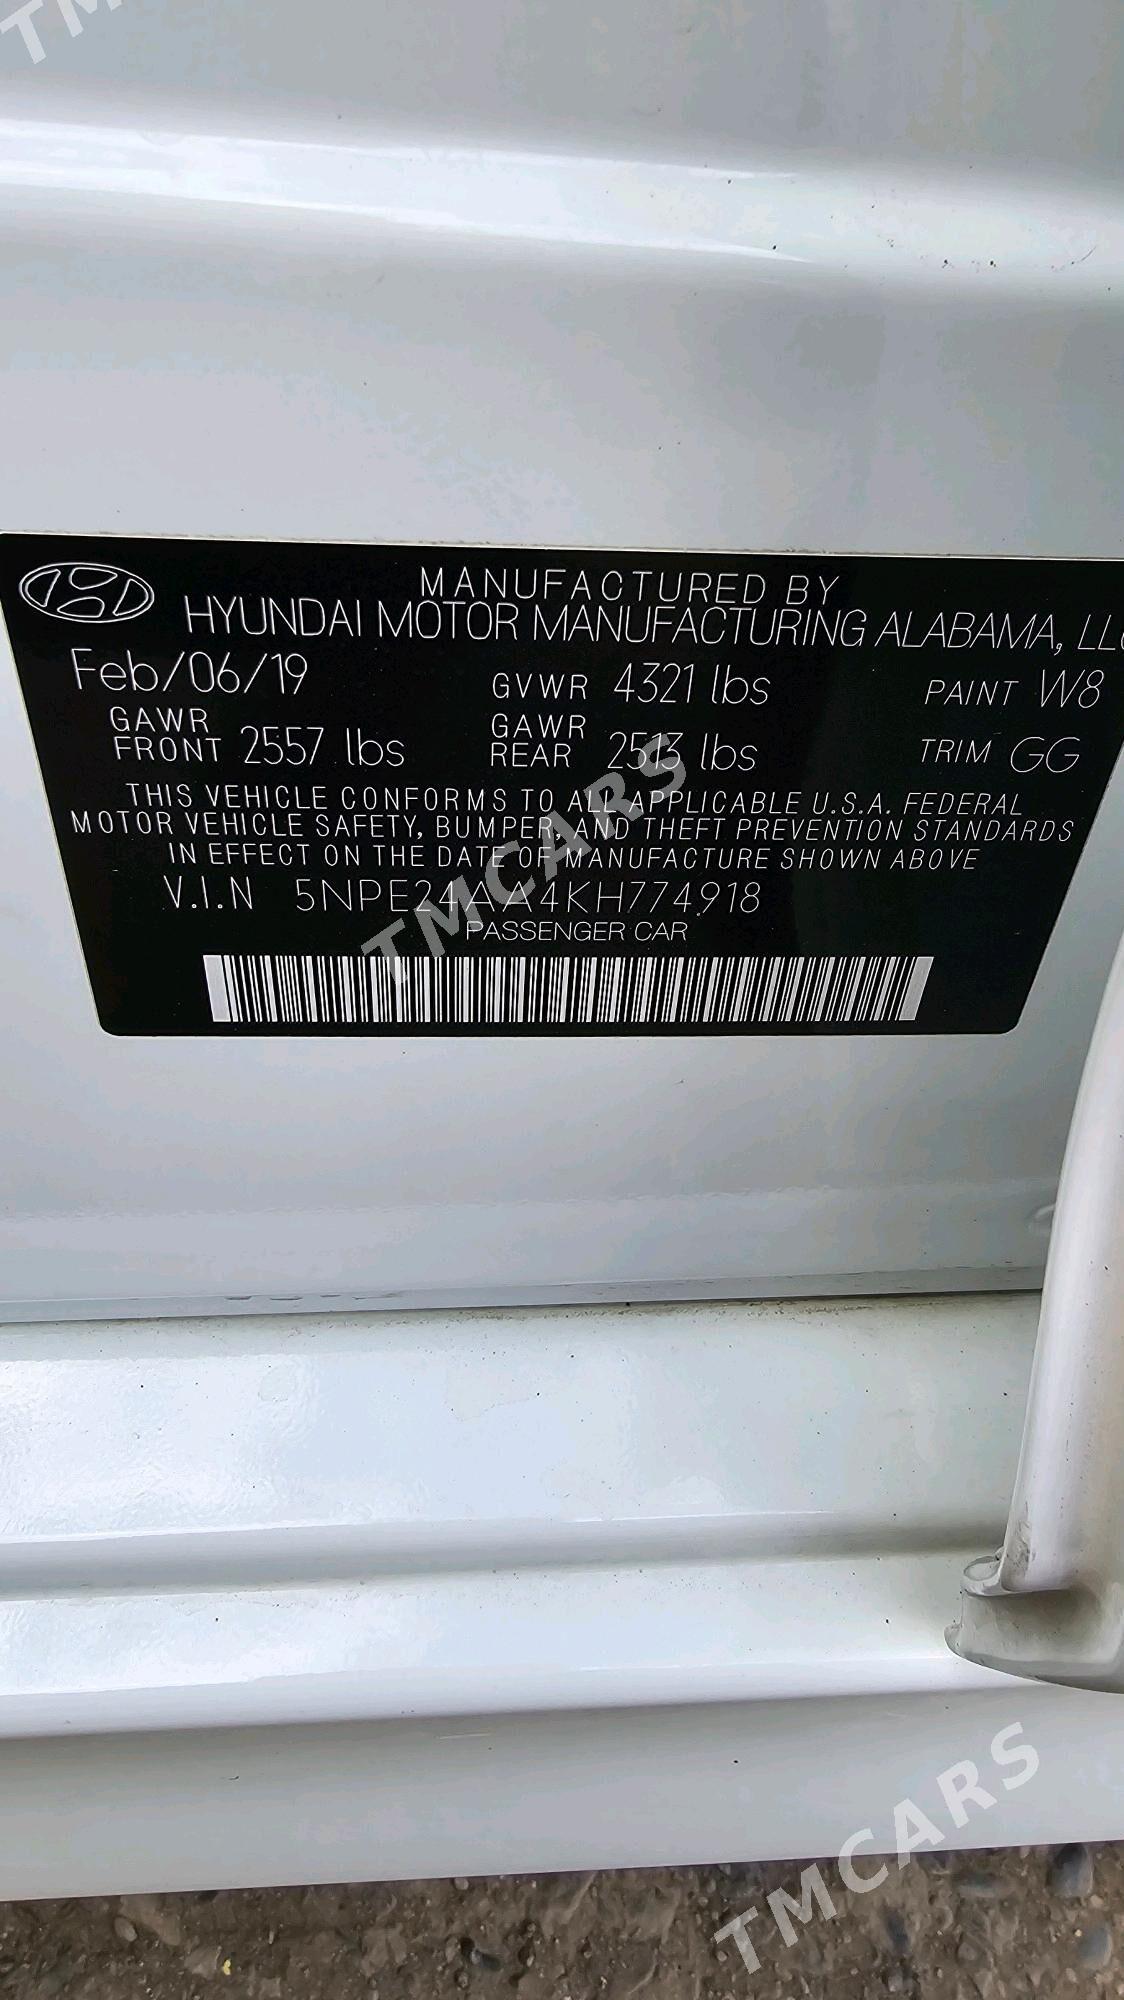 TM
MANUFACTURED BY
HYUNDAI MOTOR MANUFACTURING ALABAMA, LLC
Feb/06/19 GVWR 4321 lbs PAINT W8
GAWR FRONT 2557 lbs GAWR REAR 2513 lbs TRIM GG
THIS VEHICLE CONFORMS TO ALL APPLICABLE U.S.A. FEDERAL
MOTOR VEHICLE SAFETY, BUMPER, AND THEFT PREVENTION STANDARDS
IN EFFECT ON THE DATE OF MANUFACTURE SHOWN ABOVE
V.I.N 5NPE24AA4KH774918
PASSENGER CAR
TMCARS
TMCARS